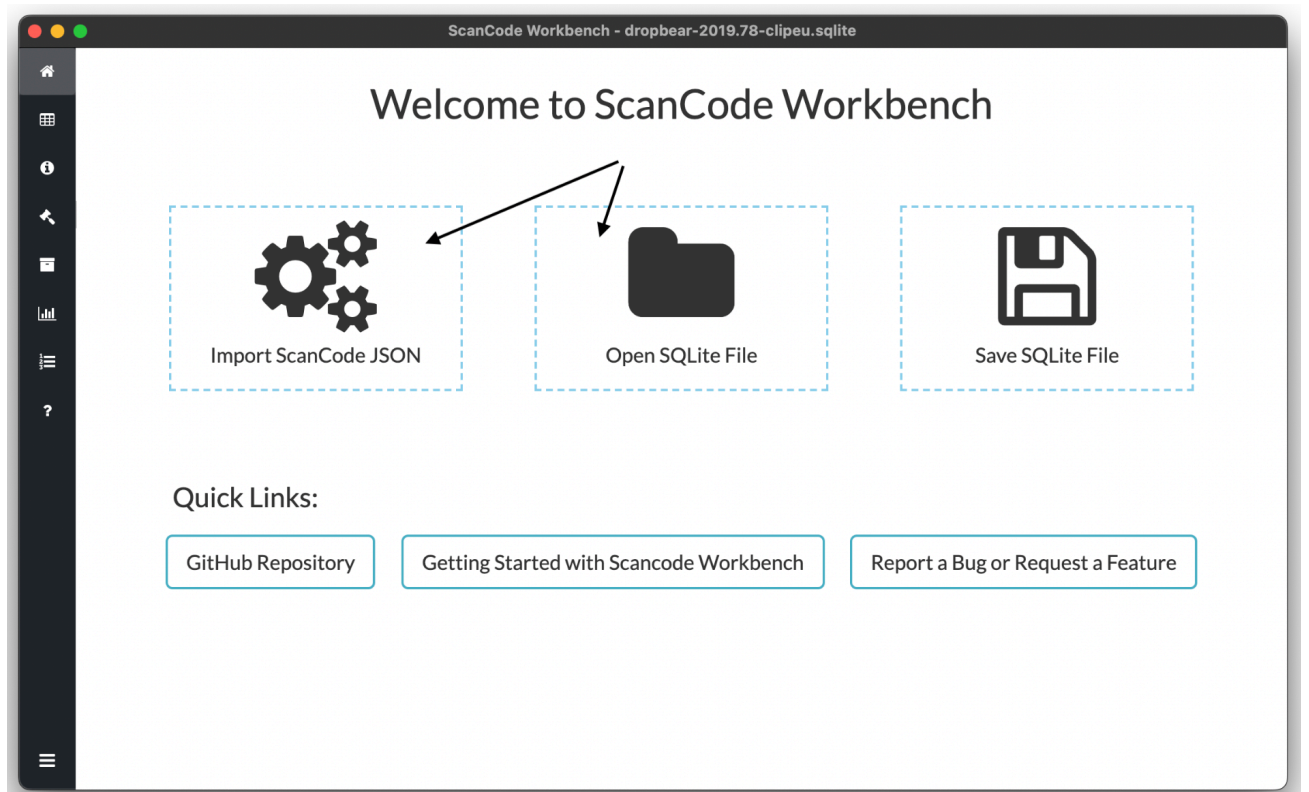 ScanCode Workbench - dropbear-2019.78-clipeu.sqlite
Welcome to ScanCode Workbench
Import ScanCode JSON
Open SQLite File
Save SQLite File
Quick Links:
GitHub Repository
Getting Started with Scancode Workbench
Report a Bug or Request a Feature